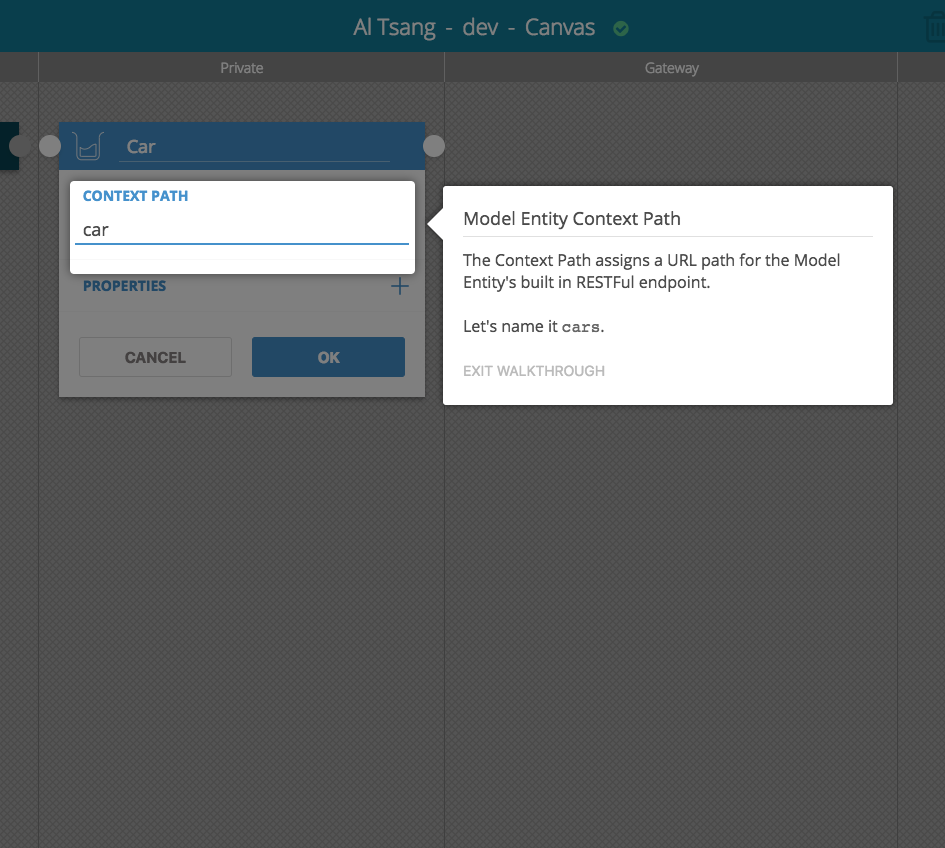 Al Tsang - dev - Canvas
Private
Gateway
Car
CONTEXT PATH
car
PROPERTIES
CANCEL
OK
Model Entity Context Path
The Context Path assigns a URL path for the Model
Entity's built in RESTFul endpoint.
Let's name it cars.
EXIT WALKTHROUGH